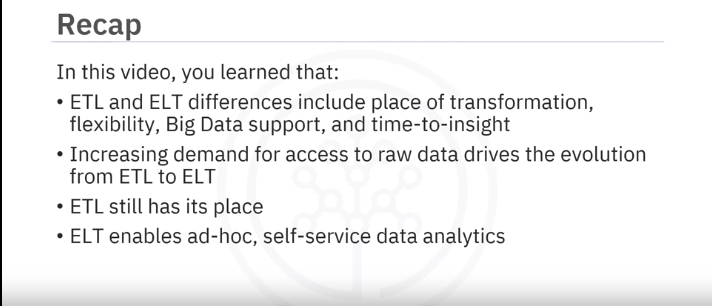 Recap
In this video, you learned that:
• ETL and ELT differences include place of transformation,
flexibility, Big Data support, and time-to-insight
• Increasing demand for access to raw data drives the evolution
from ETL to ELT
• ETL still has its place
• ELT enables ad-hoc, self-service data analytics